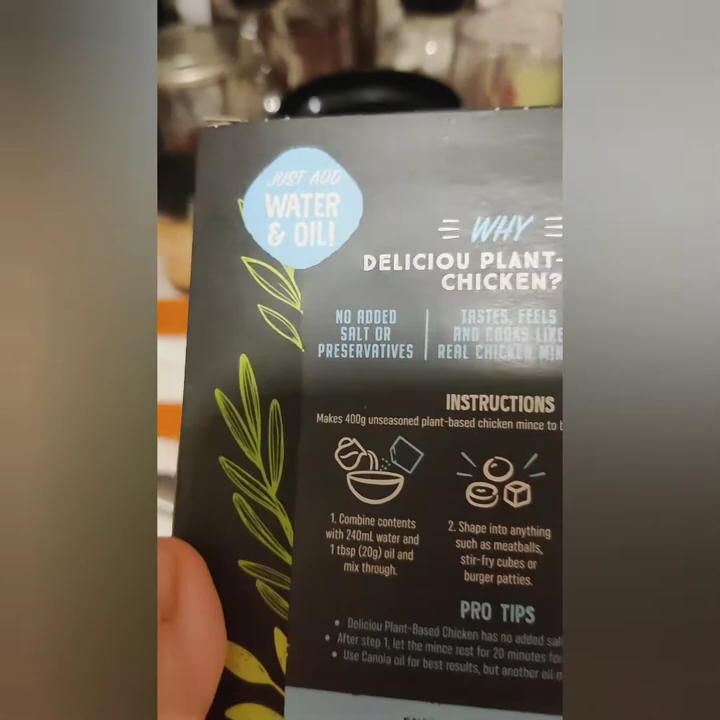 JUST ADD
WATER
& OIL!
WHY
DELICIOU PLANT-
CHICKEN?
NO ADDED
SALT OR
PRESERVATIVES
TASTES, FEELS
AND COOKS LIKE
REAL CHICKEN MIN
INSTRUCTIONS
Makes 400g unseasoned plant-based chicken mince to b
1. Combine contents
with 240mL water and
1 tbsp (20g) oil and
mix through.
2. Shape into anything
such as meatballs,
stir-fry cubes or
burger patties.
PRO TIPS
• Deliciou Plant-Based Chicken has no added sal
• After step 1, let the mince rest for 20 minutes fo
• Use Canola oil for best results, but another oil m